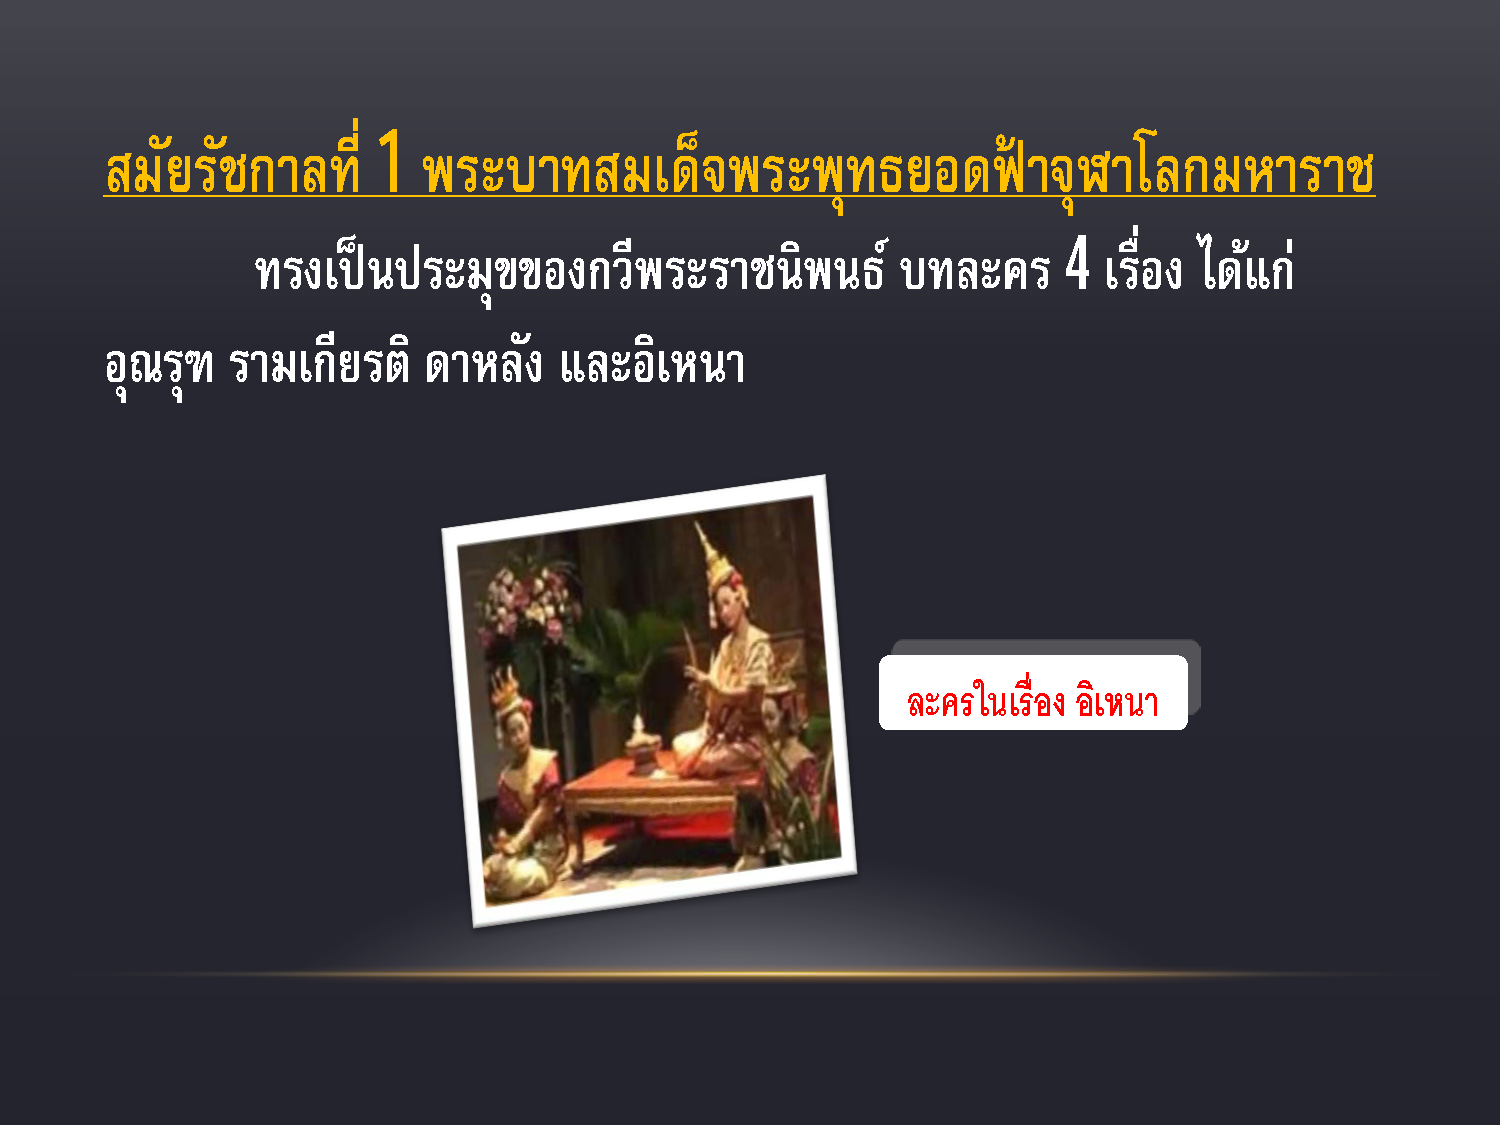 สมัยรัชกาลที่ 1 พระบาทสมเด็จพระพุทธยอดฟ้าจุฬาโลกมหาราช
ทรงเป็นประมุขของกวีพระราชนิพนธ์ บทละคร 4 เรื่อง ได้แก่
อุณรุฑ รามเกียรติ ดาหลัง และอิเหนา
ละครในเรื่อง อิเหนา